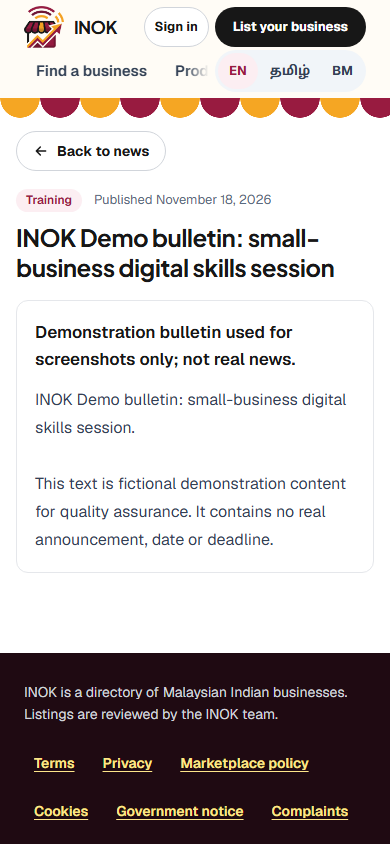 INOK
Sign in
List your business
Find a business
Prod
EN
தமிழ்
BM
← Back to news
Training
Published November 18, 2026
INOK Demo bulletin: small-
business digital skills session
Demonstration bulletin used for
screenshots only; not real news.
INOK Demo bulletin: small-business digital
skills session.
This text is fictional demonstration content
for quality assurance. It contains no real
announcement, date or deadline.
INOK is a directory of Malaysian Indian businesses.
Listings are reviewed by the INOK team.
Terms
Privacy
Marketplace policy
Cookies
Government notice
Complaints